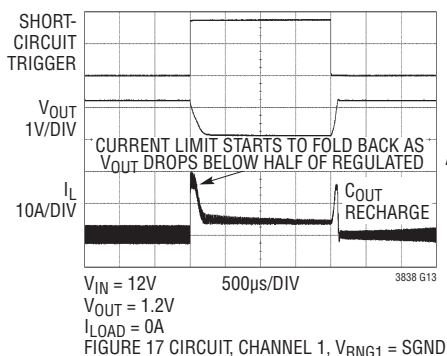 SHORT-
CIRCUIT
TRIGGER
VOUT
1V/DIV
CURRENT LIMIT STARTS TO FOLD BACK AS
VOUT DROPS BELOW HALF OF REGULATED
IL
10A/DIV
COUT
RECHARGE
3838 G13
VIN = 12V
500µs/DIV
VOUT = 1.2V
ILOAD = 0A
FIGURE 17 CIRCUIT, CHANNEL 1, VRNG1 = SGND